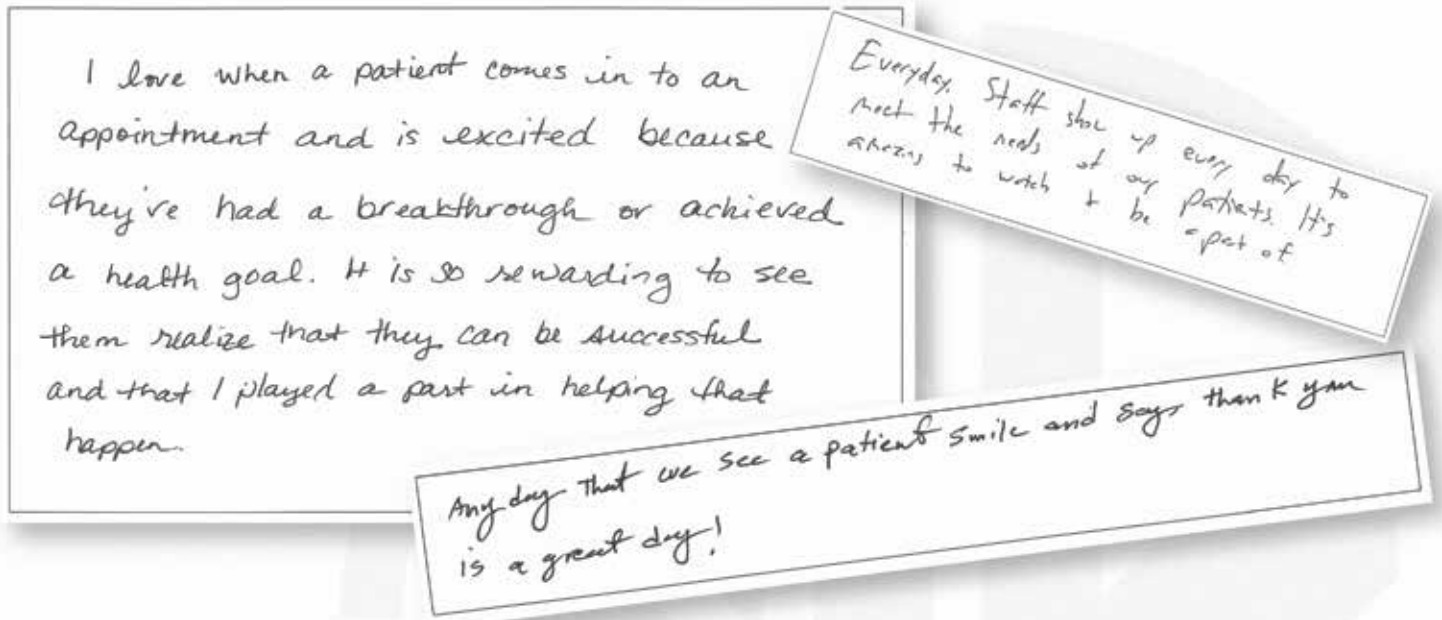 I love when a patient comes in to an
appointment and is excited because
they've had a breakthrough or achieved
a health goal. It is so rewarding to see
them realize that they can be successful
and that I played a part in helping that
happen.
Everyday. Staff show up every day to
meet the needs of our patients. It's
amazing to watch + be a part of
Any day that we see a patient smile and says thank you
is a great day!